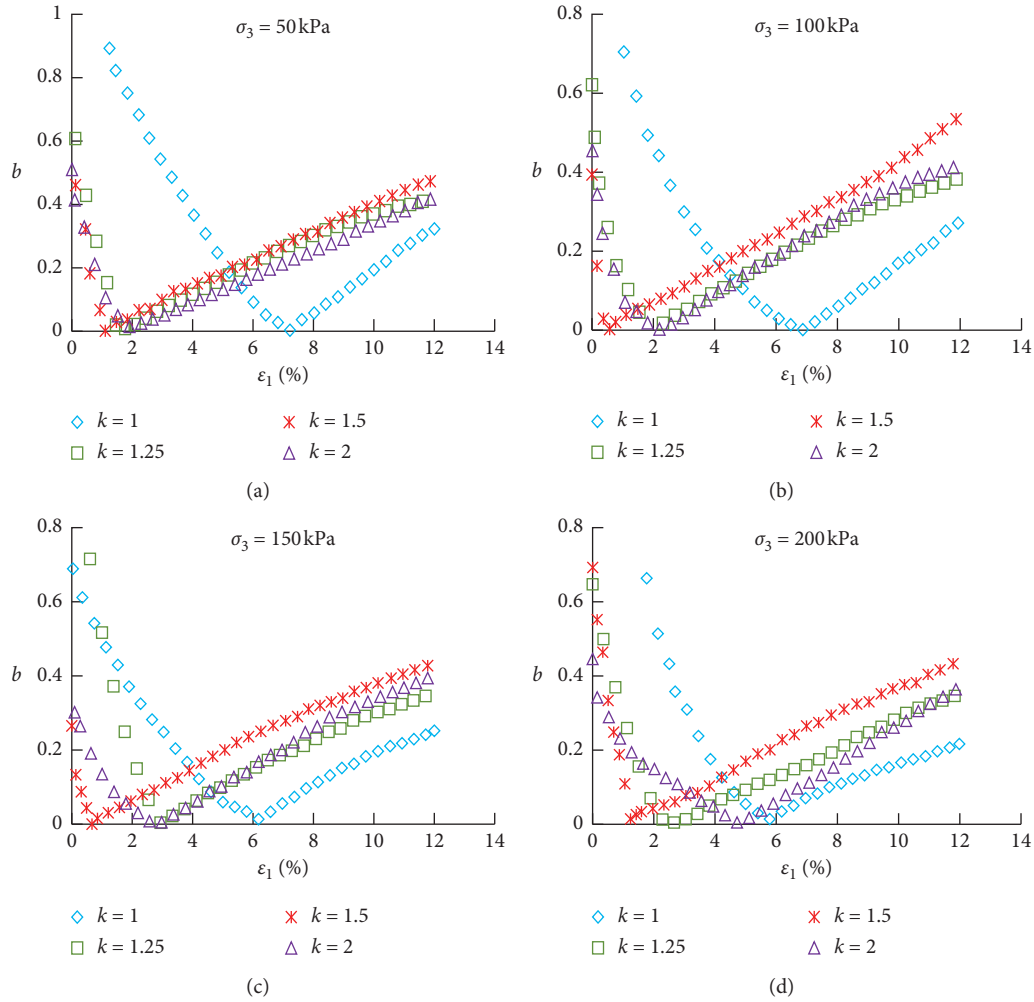 σ3 = 50 kPa
1
0.8
0.6
0.4
0.2
0
b
0 2 4 6 8 10 12 14
ε1 (%)
k = 1 k = 1.5
k = 1.25 k = 2
(a)
σ3 = 100 kPa
0.8
0.6
0.4
0.2
0
b
0 2 4 6 8 10 12 14
ε1 (%)
k = 1 k = 1.5
k = 1.25 k = 2
(b)
σ3 = 150 kPa
0.8
0.6
0.4
0.2
0
b
0 2 4 6 8 10 12 14
ε1 (%)
k = 1 k = 1.5
k = 1.25 k = 2
(c)
σ3 = 200 kPa
0.8
0.6
0.4
0.2
0
b
0 2 4 6 8 10 12 14
ε1 (%)
k = 1 k = 1.5
k = 1.25 k = 2
(d)